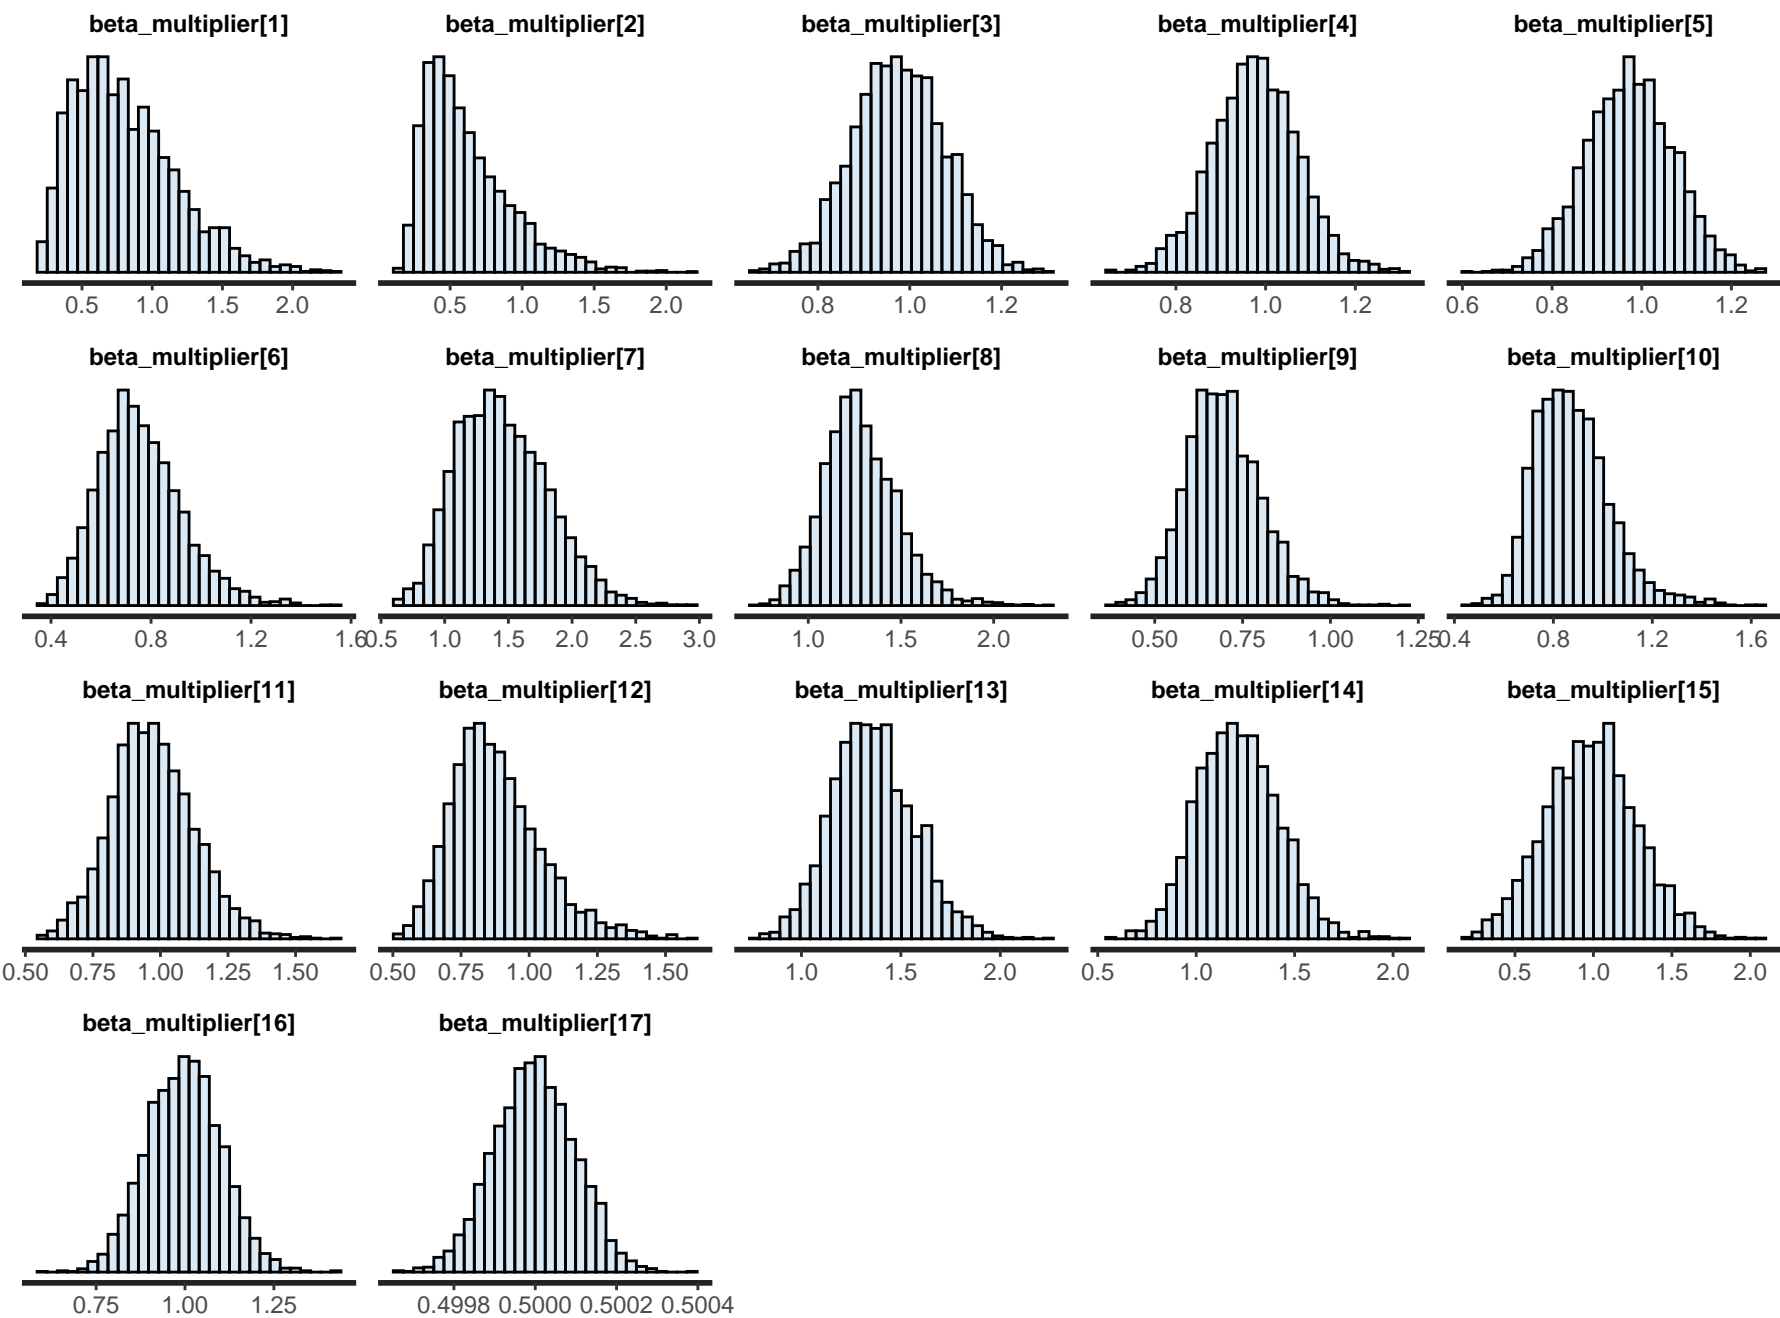 beta_multiplier[1] beta_multiplier[2] beta_multiplier[3] beta_multiplier[4] beta_multiplier[5]
0.5 1.0 1.5 2.0 0.5 1.0 1.5 2.0 0.8 1.0 1.2 0.8 1.0 1.2 0.6 0.8 1.0 1.2
beta_multiplier[6] beta_multiplier[7] beta_multiplier[8] beta_multiplier[9] beta_multiplier[10]
0.4 0.8 1.2 1.6 0.5 1.0 1.5 2.0 2.5 3.0 1.0 1.5 2.0 0.50 0.75 1.00 1.25 0.4 0.8 1.2 1.6
beta_multiplier[11] beta_multiplier[12] beta_multiplier[13] beta_multiplier[14] beta_multiplier[15]
0.50 0.75 1.00 1.25 1.50 0.50 0.75 1.00 1.25 1.50 1.0 1.5 2.0 0.5 1.0 1.5 2.0 0.5 1.0 1.5 2.0
beta_multiplier[16] beta_multiplier[17]
0.75 1.00 1.25 0.4998 0.5000 0.5002 0.5004